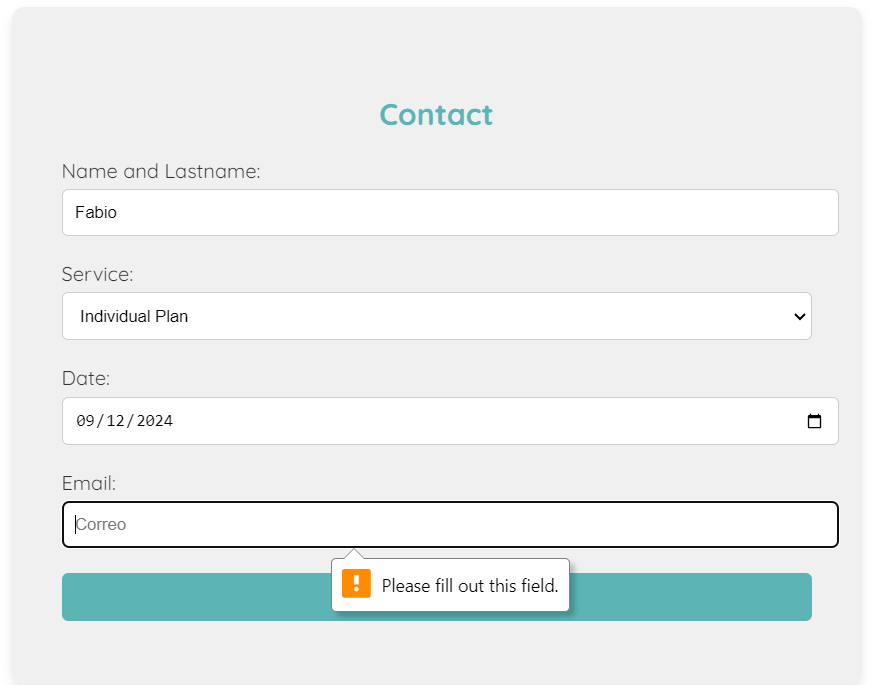 Contact
Name and Lastname:
Fabio
Service:
Individual Plan
Date:
09/12/2024
Email:
Correo
Please fill out this field.